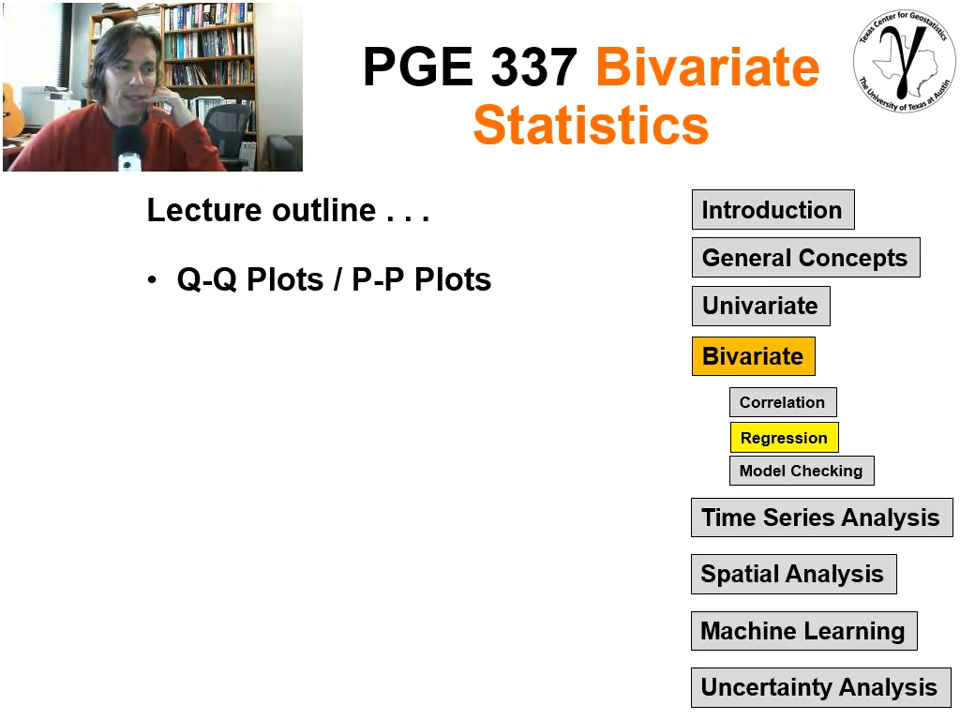 PGE 337 Bivariate
Statistics
Texas Center for Geostatistics
γ
The University of Texas at Austin
Lecture outline . . .
• Q-Q Plots / P-P Plots
Introduction
General Concepts
Univariate
Bivariate
Correlation
Regression
Model Checking
Time Series Analysis
Spatial Analysis
Machine Learning
Uncertainty Analysis